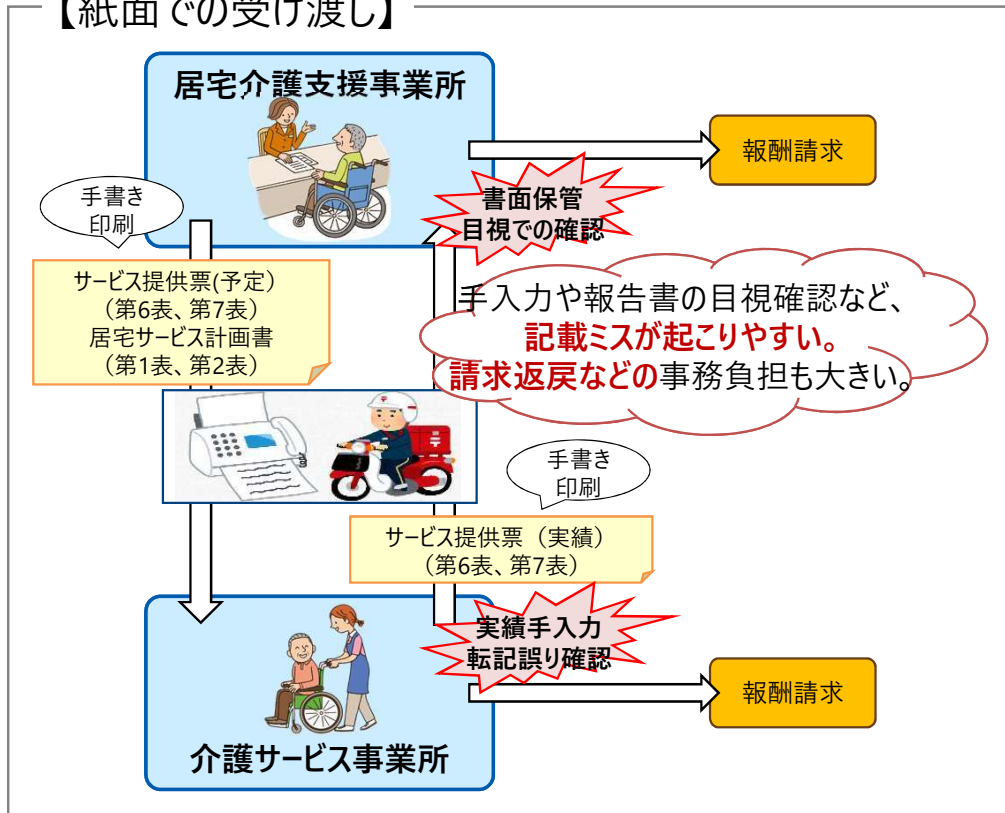 【紙面での受け渡し】
居宅介護支援事業所
報酬請求
書面保管
目視での確認
手書き
印刷
サービス提供票(予定)
（第6表、第7表）
居宅サービス計画書
（第1表、第2表）
手入力や報告書の目視確認など、
記載ミスが起こりやすい。
請求返戻などの事務負担も大きい。
手書き
印刷
サービス提供票（実績）
（第6表、第7表）
実績手入力
転記誤り確認
報酬請求
介護サービス事業所